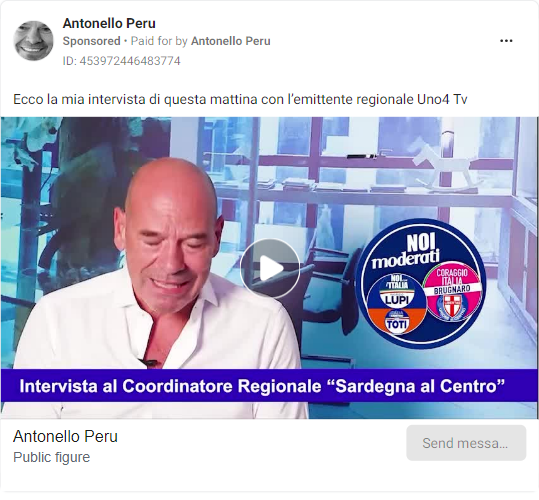 Antonello Peru
Sponsored • Paid for by Antonello Peru
ID: 453972446483774
Ecco la mia intervista di questa mattina con l'emittente regionale Uno4 Tv
NOI
moderati
NOI
L'ITALIA
LUPI
TOTI
CORAGGIO
ITALIA
BRUGNARO
Intervista al Coordinatore Regionale “Sardegna al Centro”
Antonello Peru
Public figure
Send messa...